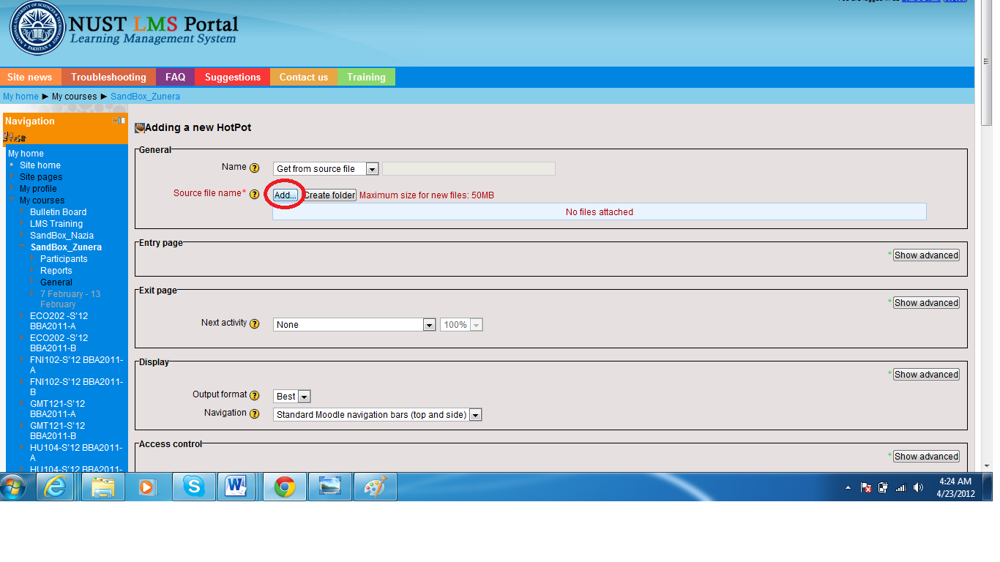 NUST LMS Portal
Learning Management System
Site news Troubleshooting FAQ Suggestions Contact us Training
My home ► My courses ► SandBox_Zunera
Navigation
My home
Site home
Site pages
My profile
My courses
Bulletin Board
LMS Training
SandBox_Nazia
SandBox_Zunera
Participants
Reports
General
7 February - 13
February
ECO202 -S'12
BBA2011-A
ECO202 -S'12
BBA2011-B
FNI102-S'12 BBA2011-
A
FNI102-S'12 BBA2011-
B
GMT121-S'12
BBA2011-A
GMT121-S'12
BBA2011-B
HU104-S'12 BBA2011-
A
HU104-S'12 BBA2011-
Adding a new HotPot
General
Name Get from source file
Source file name* Add... Create folder Maximum size for new files: 50MB
No files attached
Entry page
* Show advanced
Exit page
* Show advanced
Next activity None 100%
Display
* Show advanced
Output format Best
Navigation Standard Moodle navigation bars (top and side)
Access control
* Show advanced
4:24 AM
4/23/2012